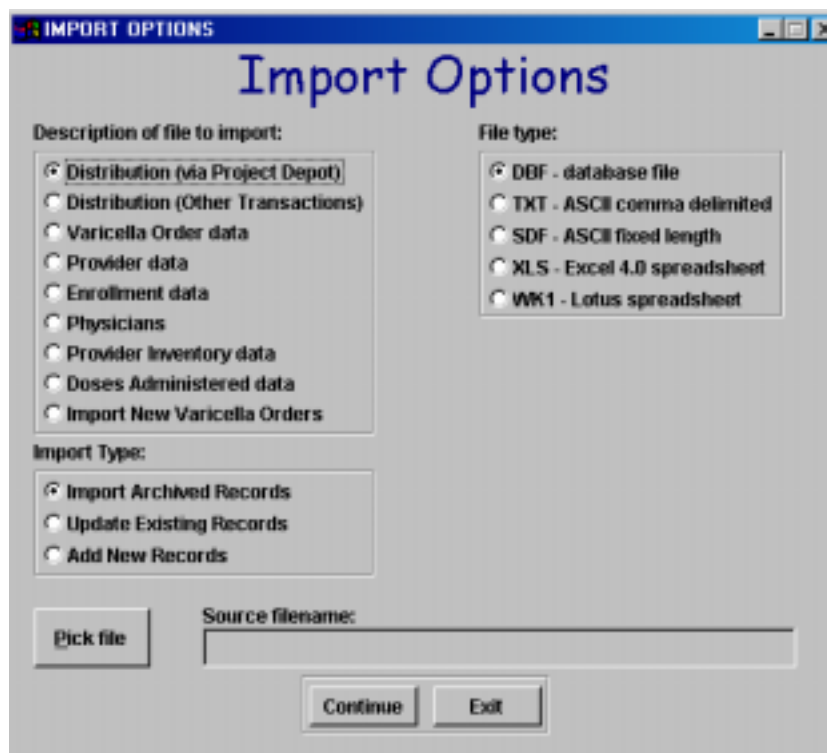 IMPORT OPTIONS
Import Options
Description of file to import:
Distribution (via Project Depot)
Distribution (Other Transactions)
Varicella Order data
Provider data
Enrollment data
Physicians
Provider Inventory data
Doses Administered data
Import New Varicella Orders
File type:
DBF - database file
TXT - ASCII comma delimited
SDF - ASCII fixed length
XLS - Excel 4.0 spreadsheet
WK1 - Lotus spreadsheet
Import Type:
Import Archived Records
Update Existing Records
Add New Records
Pick file
Source filename:
Continue
Exit